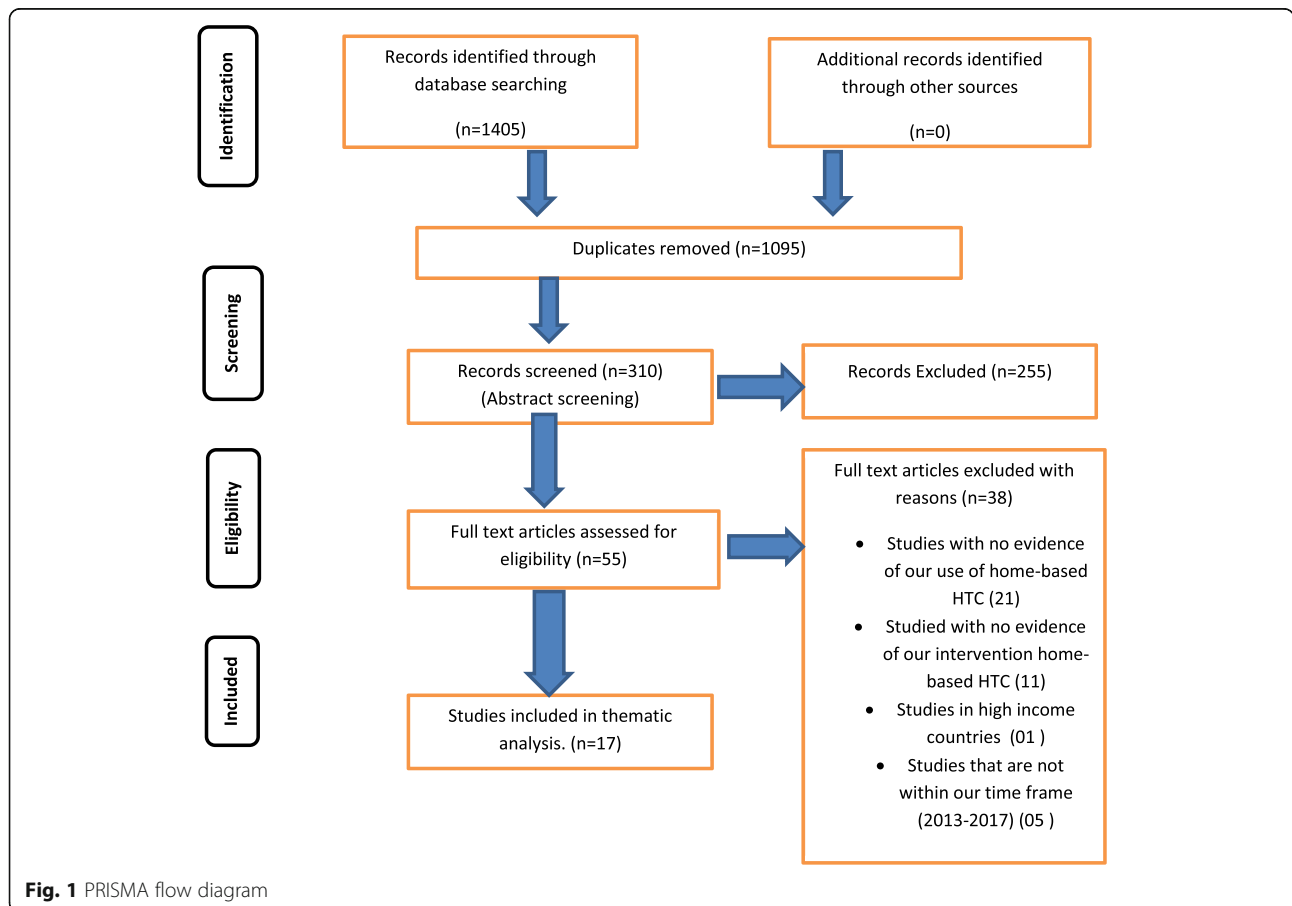 Identification
Records identified through
database searching
(n=1405)
Additional records identified
through other sources
(n=0)
Duplicates removed (n=1095)
Screening
Records screened (n=310)
(Abstract screening)
Records Excluded (n=255)
Eligibility
Full text articles assessed for
eligibility (n=55)
Full text articles excluded with
reasons (n=38)
• Studies with no evidence
of our use of home-based
HTC (21)
• Studied with no evidence
of our intervention home-
based HTC (11)
• Studies in high income
countries (01 )
• Studies that are not
within our time frame
(2013-2017) (05 )
Included
Studies included in thematic
analysis. (n=17)
Fig. 1 PRISMA flow diagram